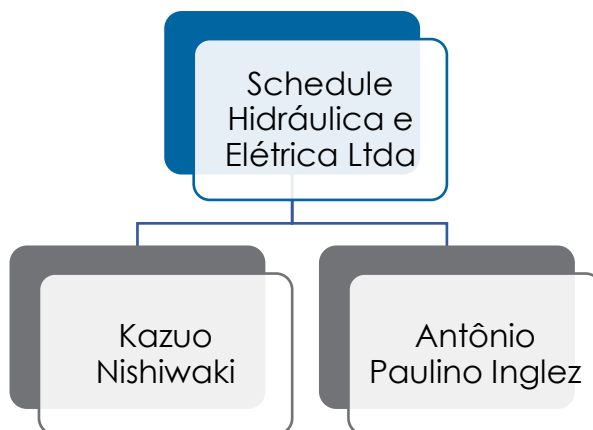 Schedule
Hidráulica e
Elétrica Ltda
Kazuo
Nishiwaki
Antônio
Paulino Inglez